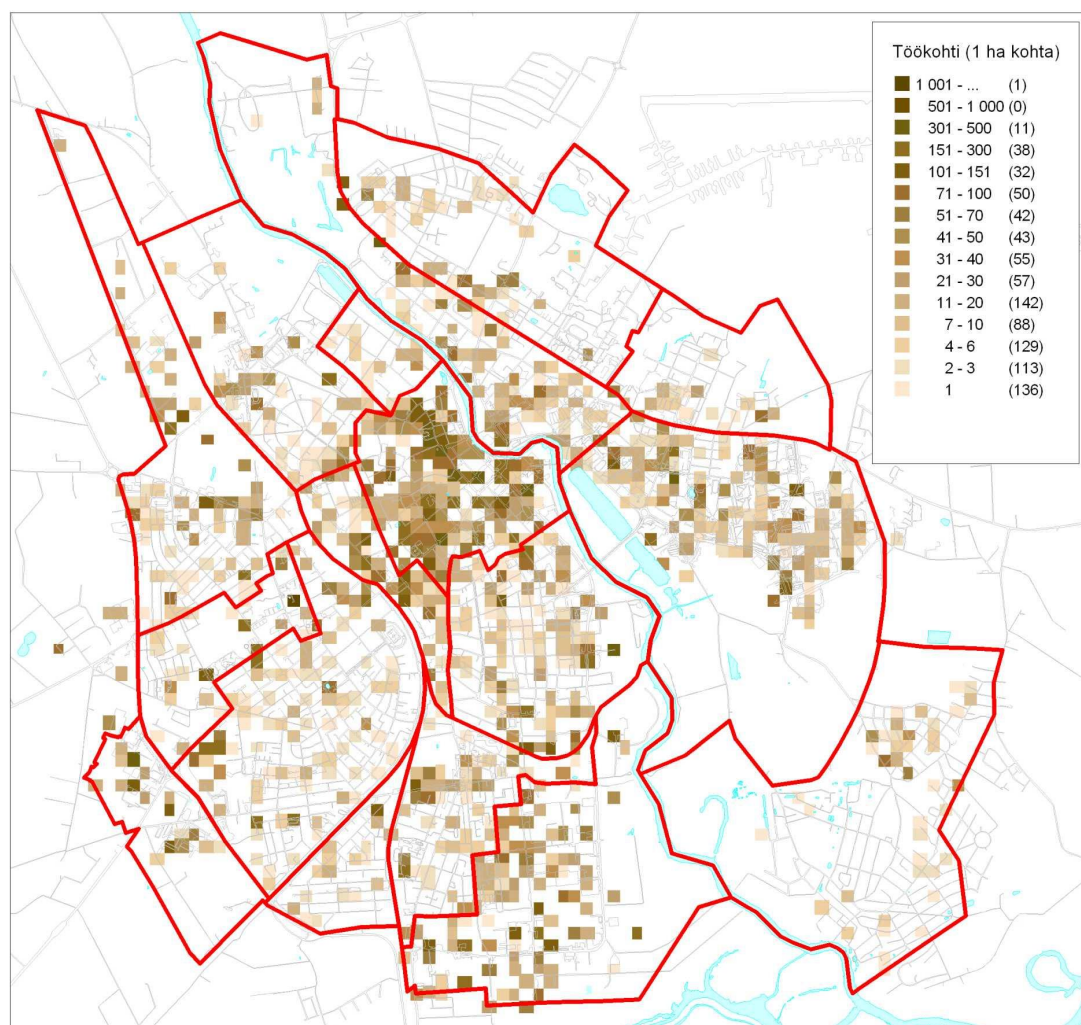 Töökohti (1 ha kohta)
1 001 - ... (1)
501 - 1 000 (0)
301 - 500 (11)
151 - 300 (38)
101 - 151 (32)
71 - 100 (50)
51 - 70 (42)
41 - 50 (43)
31 - 40 (55)
21 - 30 (57)
11 - 20 (142)
7 - 10 (88)
4 - 6 (129)
2 - 3 (113)
1 (136)